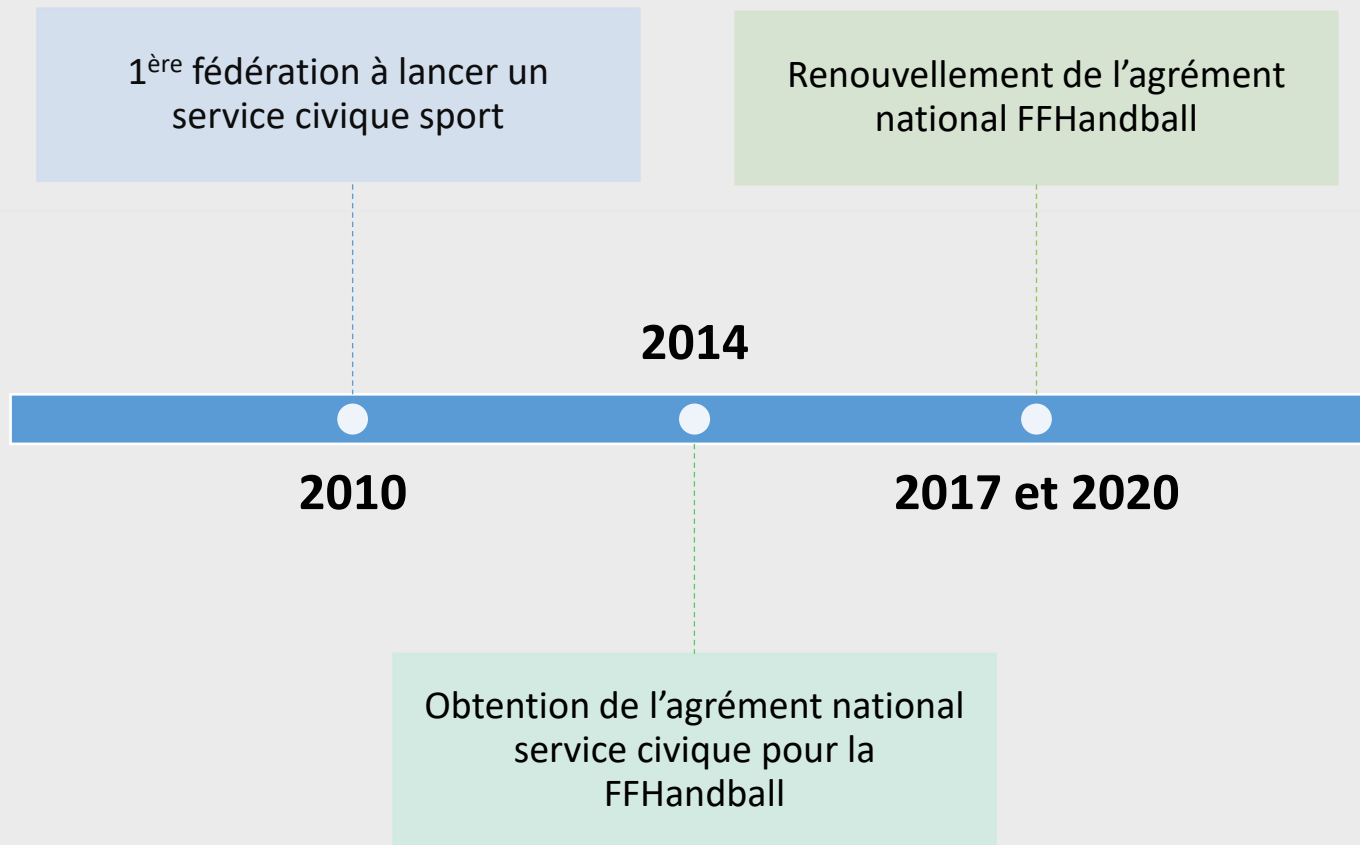 1ère fédération à lancer un
service civique sport
Renouvellement de l’agrément
national FFHandball
2014
2010
2017 et 2020
Obtention de l’agrément national
service civique pour la
FFHandball